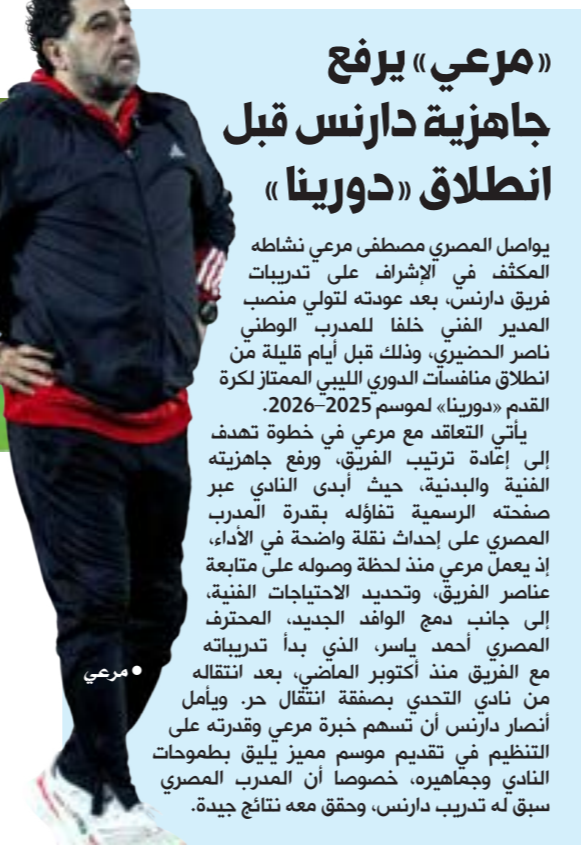 «مرعي» يرفع
جاهزية دارنس قبل
انطلاق «دورينا»
يواصل المصري مصطفى مرعي نشاطه
المكثف في الإشراف على تدريبات
فريق دارنس، بعد عودته لتولي منصب
المدير الفني خلفا للمدرب الوطني
ناصر الحضيري، وذلك قبل أيام قليلة من
انطلاق منافسات الدوري الليبي الممتاز لكرة
القدم «دورينا» لموسم 2025–2026.
يأتي التعاقد مع مرعي في خطوة تهدف
إلى إعادة ترتيب الفريق، ورفع جاهزيته
الفنية والبدنية، حيث أبدى النادي عبر
صفحته الرسمية تفاؤله بقدرة المدرب
المصري على إحداث نقلة واضحة في الأداء،
إذ يعمل مرعي منذ لحظة وصوله على متابعة
عناصر الفريق، وتحديد الاحتياجات الفنية،
إلى جانب دمج الوافد الجديد، المحترف
المصري أحمد ياسر، الذي بدأ تدريباته
مع الفريق منذ أكتوبر الماضي، بعد انتقاله
من نادي التحدي بصفقة انتقال حر. ويأمل
أنصار دارنس أن تسهم خبرة مرعي وقدرته على
التنظيم في تقديم موسم مميز يليق بطموحات
النادي وجماهيره، خصوصا أن المدرب المصري
سبق له تدريب دارنس، وحقق معه نتائج جيدة.
● مرعي